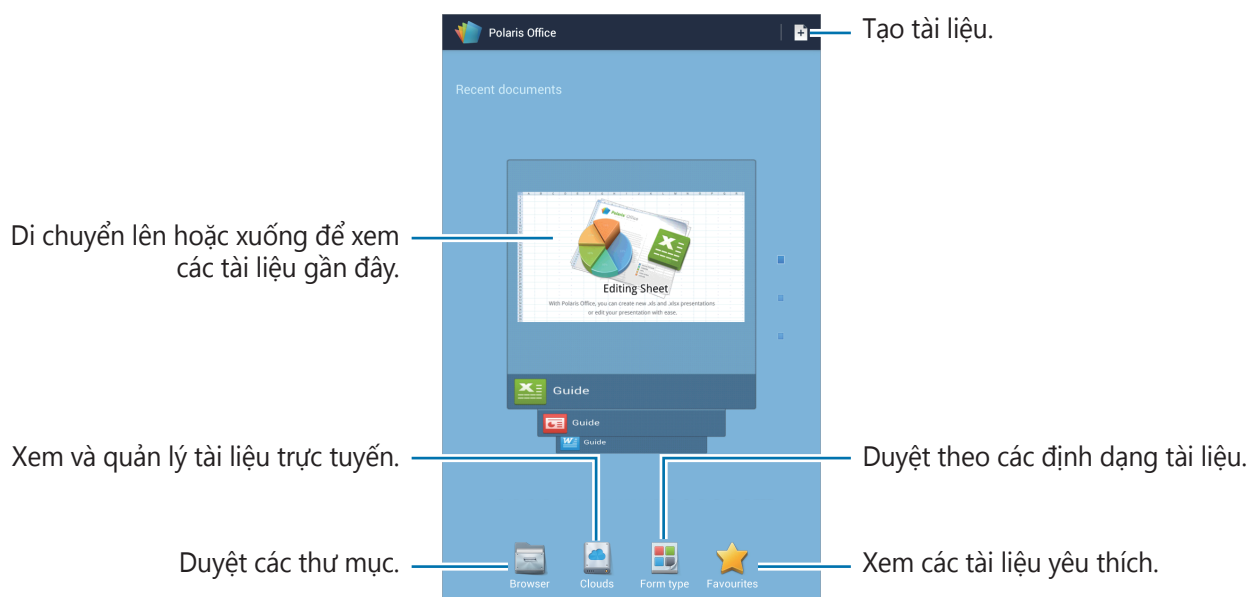 Polaris Office
Tạo tài liệu.
Recent documents
Di chuyển lên hoặc xuống để xem
các tài liệu gần đây.
Polaris Office
Editing Sheet
With Polaris Office, you can create new .xls and .xlsx presentations
or edit your presentation with ease.
Guide
Guide
Guide
Xem và quản lý tài liệu trực tuyến.
Duyệt theo các định dạng tài liệu.
Duyệt các thư mục.
Xem các tài liệu yêu thích.
Browser
Clouds
Form type
Favourites